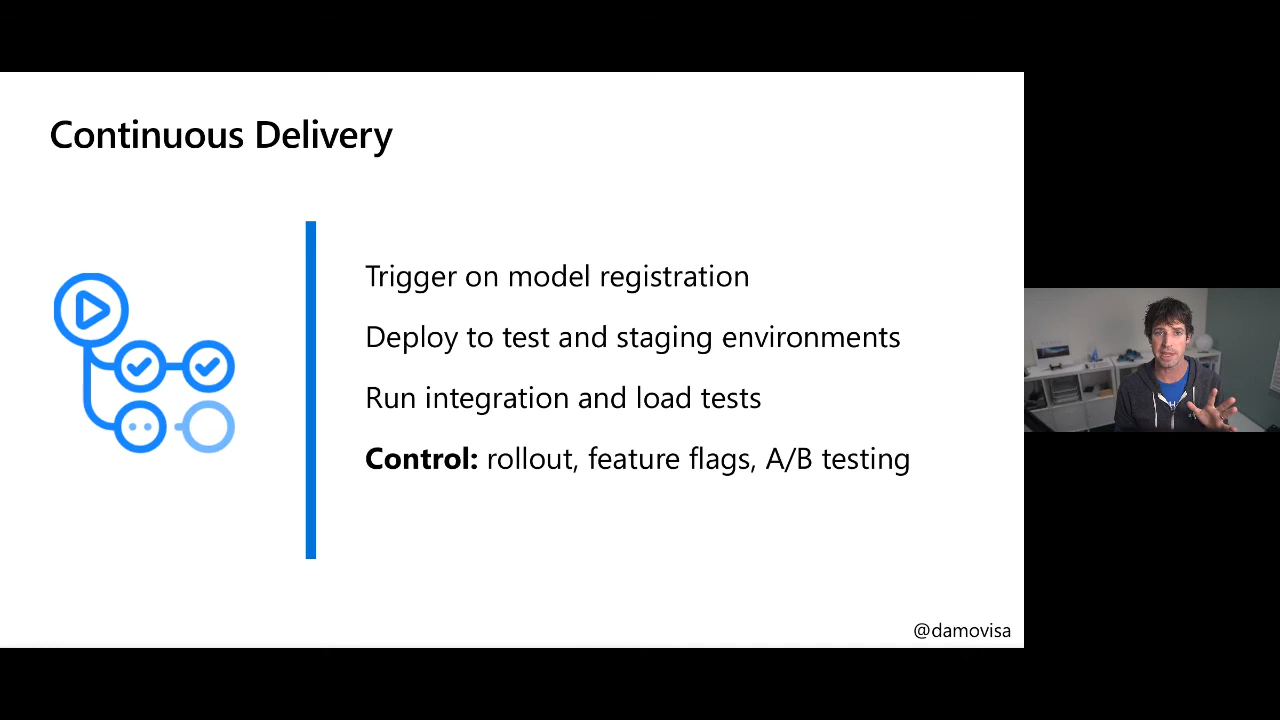 Continuous Delivery
Trigger on model registration
Deploy to test and staging environments
Run integration and load tests
Control: rollout, feature flags, A/B testing
@damovisa